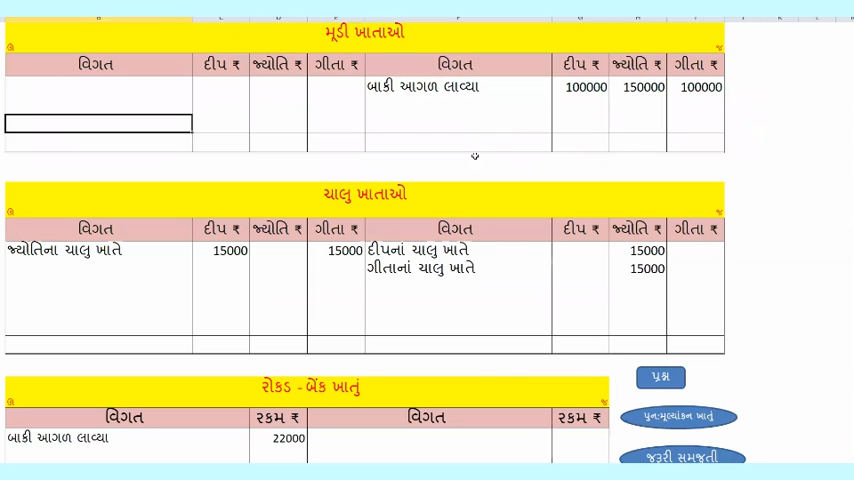 મૂડી ખાતાઓ
ઉ જ
વિગત દીપ ₹ જ્યોતિ ₹ ગીતા ₹ વિગત દીપ ₹ જ્યોતિ ₹ ગીતા ₹
બાકી આગળ લાવ્યા 100000 150000 100000
ચાલુ ખાતાઓ
ઉ જ
વિગત દીપ ₹ જ્યોતિ ₹ ગીતા ₹ વિગત દીપ ₹ જ્યોતિ ₹ ગીતા ₹
જ્યોતિના ચાલુ ખાતે 15000 15000 દીપનાં ચાલુ ખાતે 15000
ગીતાનાં ચાલુ ખાતે 15000
પ્રશ્ન
રોકડ - બેંક ખાતું
ઉ જ
વિગત રકમ ₹ વિગત રકમ ₹
પુન:મૂલ્યાંકન ખાતું
બાકી આગળ લાવ્યા 22000
જરૂરી સમજુતી